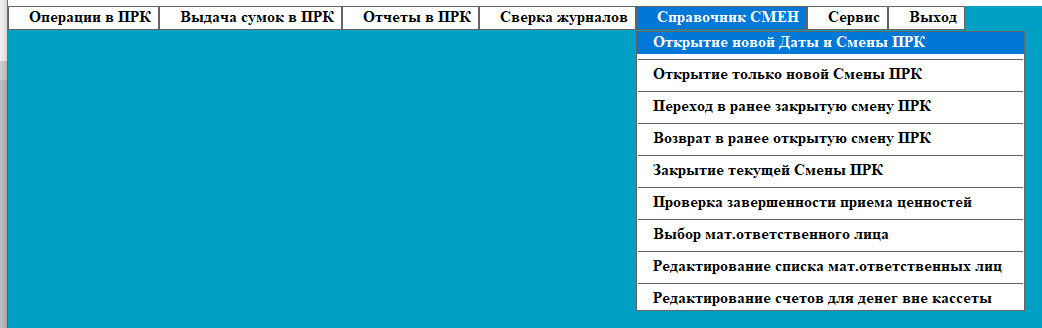 Операции в ПРК Выдача сумок в ПРК Отчеты в ПРК Сверка журналов Справочник СМЕН Сервис Выход
Открытие новой Даты и Смены ПРК
Открытие только новой Смены ПРК
Переход в ранее закрытую смену ПРК
Возврат в ранее открытую смену ПРК
Закрытие текущей Смены ПРК
Проверка завершенности приема ценностей
Выбор мат.ответственного лица
Редактирование списка мат.ответственных лиц
Редактирование счетов для денег вне кассеты